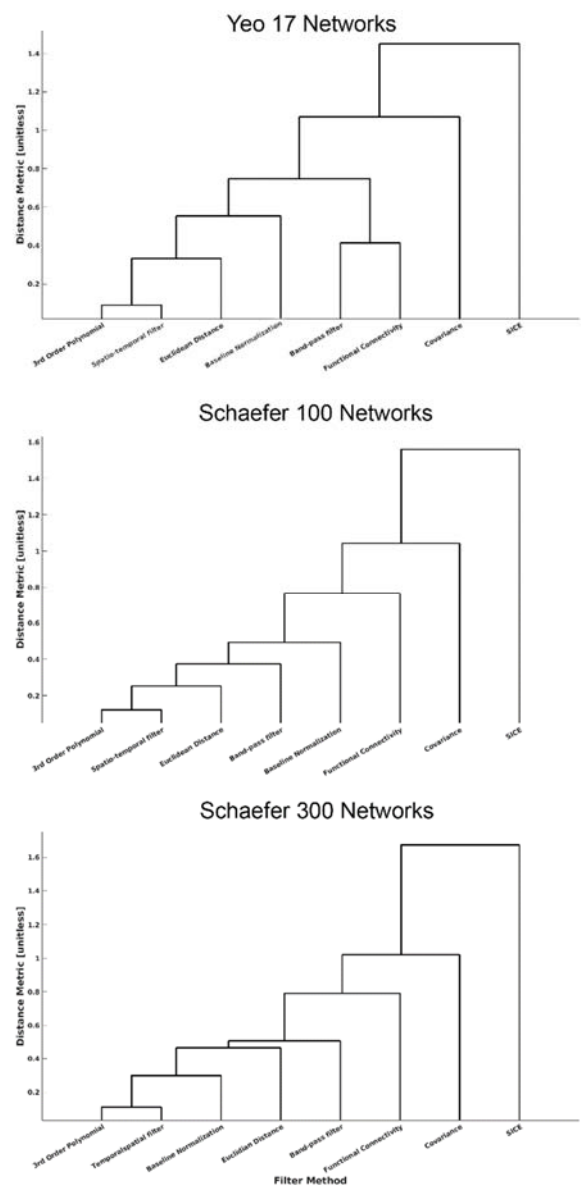 Yeo 17 Networks
1.4
1.2
1
0.8
0.6
0.4
0.2
Distance Metric [unitless]
3rd Order Polynomial
Spatio-temporal filter
Euclidean Distance
Baseline Normalization
Band-pass filter
Functional Connectivity
Covariance
SICE
Schaefer 100 Networks
1.6
1.4
1.2
1
0.8
0.6
0.4
0.2
Distance Metric [unitless]
3rd Order Polynomial
Spatio-temporal filter
Euclidean Distance
Band-pass filter
Baseline Normalization
Functional Connectivity
Covariance
SICE
Schaefer 300 Networks
1.6
1.4
1.2
1
0.8
0.6
0.4
0.2
Distance Metric [unitless]
3rd Order Polynomial
Temporalspatial filter
Baseline Normalization
Euclidian Distance
Band-pass filter
Functional Connectivity
Covariance
SICE
Filter Method